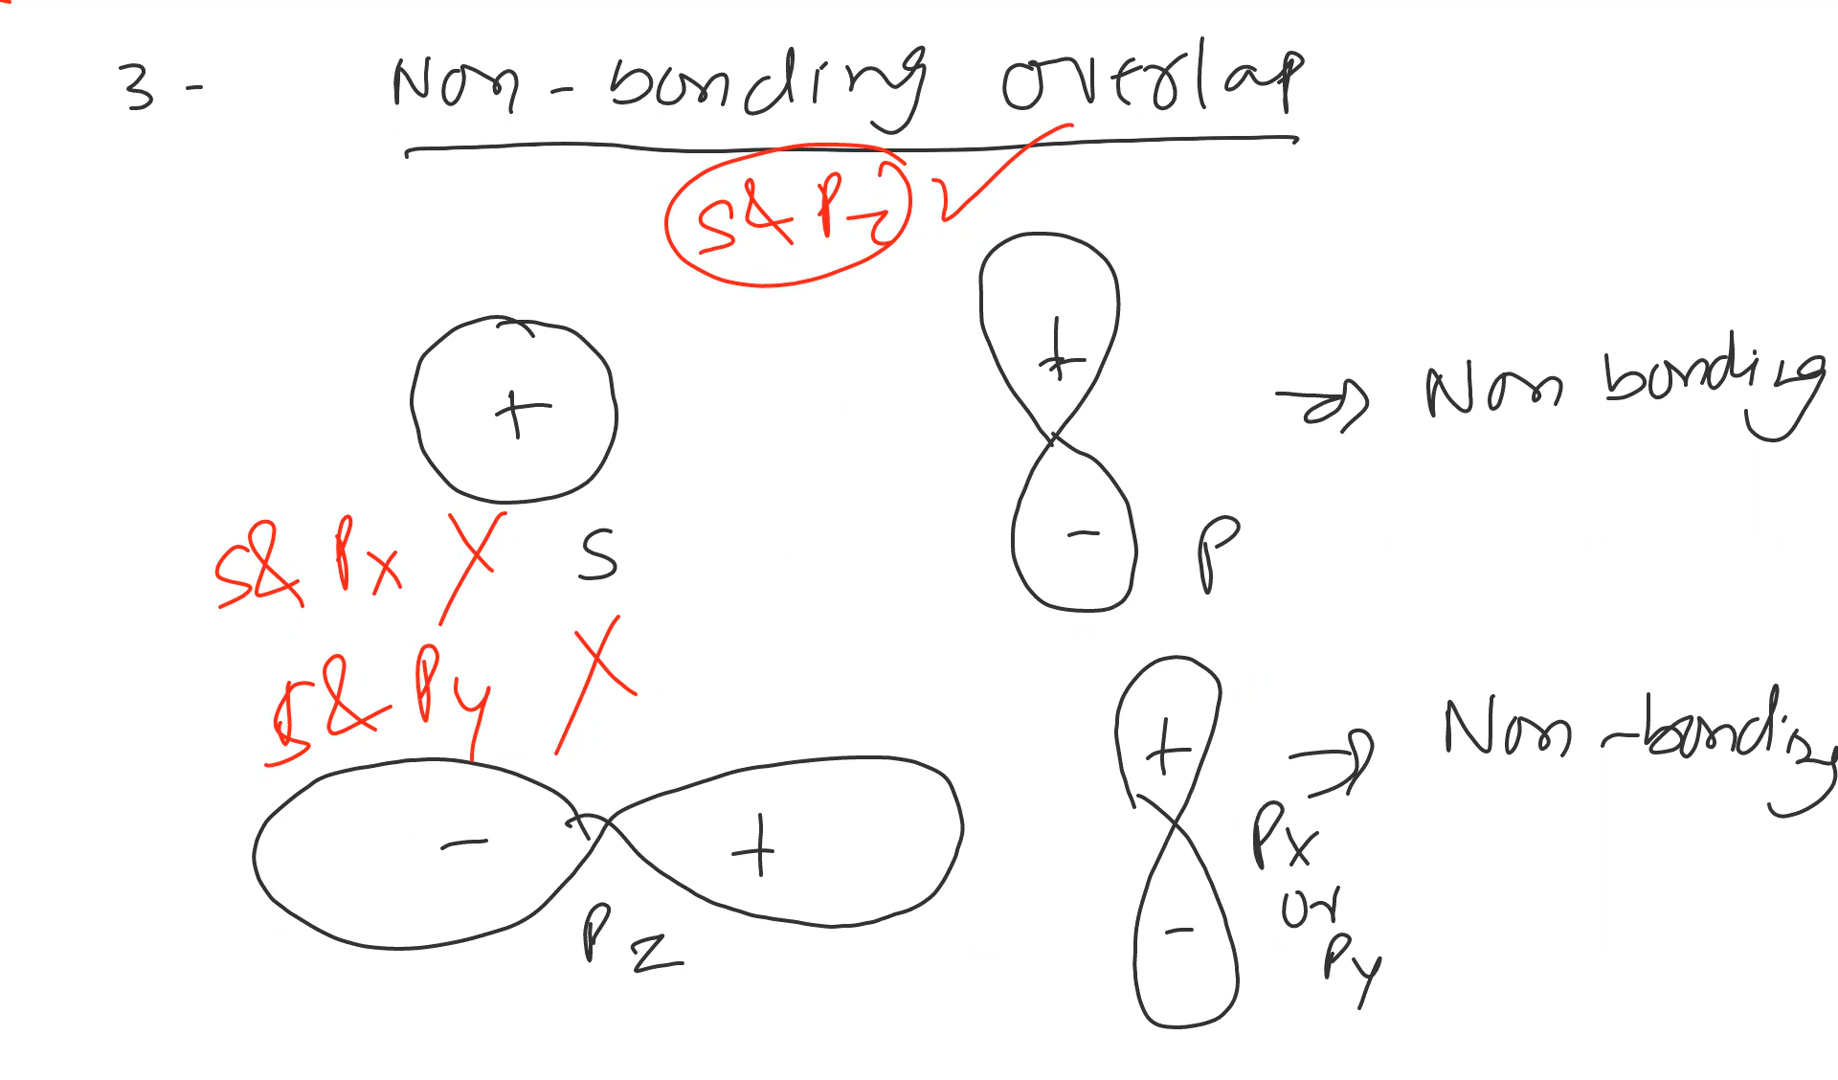 3 - Non-bonding overlap
S& Pz ✓
+
+
→ Non bonding
S& Px X
S
-
P
S& Py X
+
→ Non-bonding
- +
Px
or
Py
Pz
-